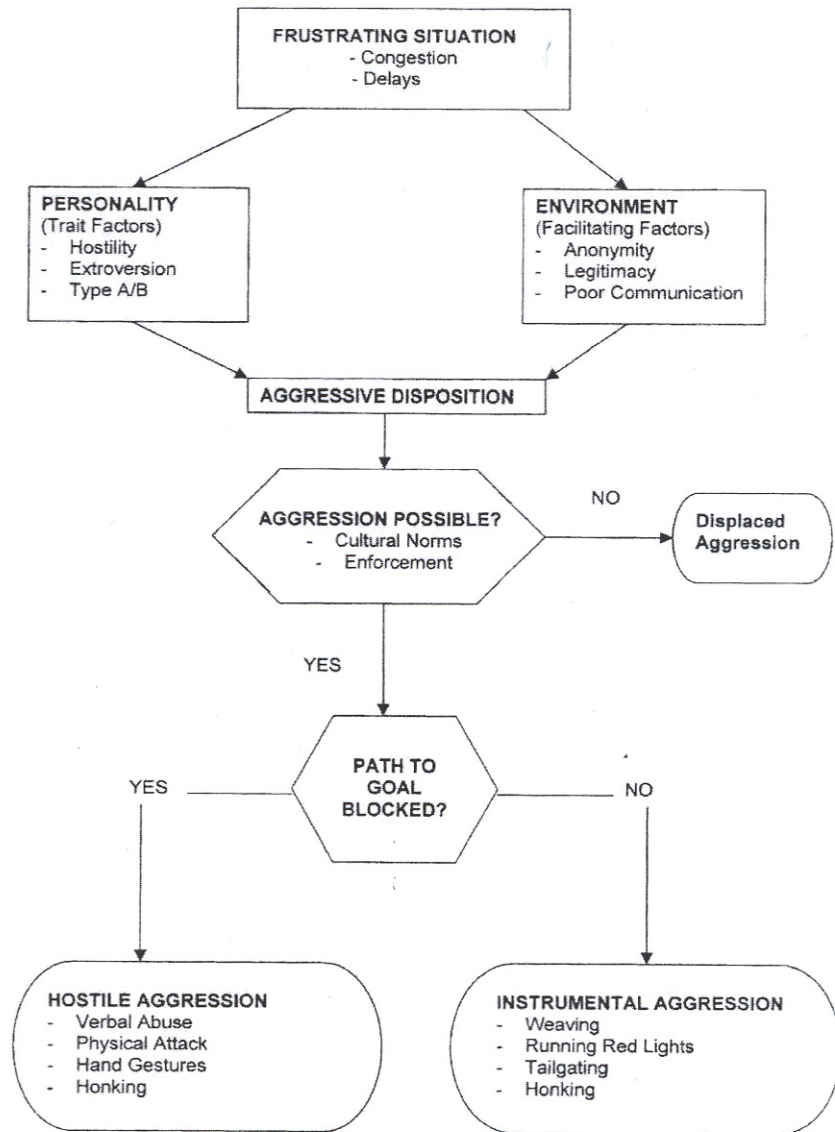 FRUSTRATING SITUATION
- Congestion
- Delays
PERSONALITY
(Trait Factors)
- Hostility
- Extroversion
- Type A/B
ENVIRONMENT
(Facilitating Factors)
- Anonymity
- Legitimacy
- Poor Communication
AGGRESSIVE DISPOSITION
AGGRESSION POSSIBLE?
- Cultural Norms
- Enforcement
NO
Displaced
Aggression
YES
PATH TO
GOAL
BLOCKED?
YES
NO
HOSTILE AGGRESSION
- Verbal Abuse
- Physical Attack
- Hand Gestures
- Honking
INSTRUMENTAL AGGRESSION
- Weaving
- Running Red Lights
- Tailgating
- Honking